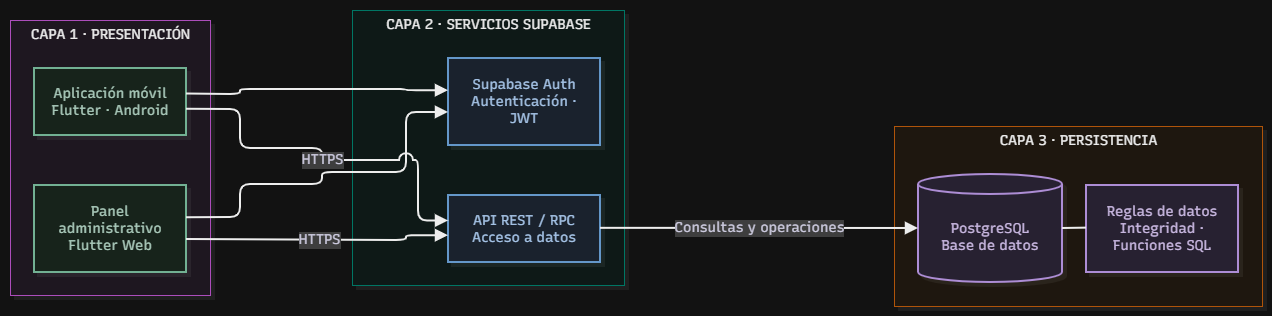 CAPA 1 · PRESENTACIÓN
Aplicación móvil
Flutter · Android
Panel
administrativo
Flutter Web
HTTPS
HTTPS
CAPA 2 · SERVICIOS SUPABASE
Supabase Auth
Autenticación ·
JWT
API REST / RPC
Acceso a datos
Consultas y operaciones
CAPA 3 · PERSISTENCIA
PostgreSQL
Base de datos
Reglas de datos
Integridad ·
Funciones SQL